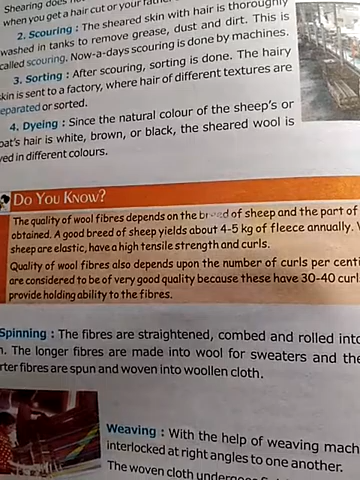 Shearing does
when you get a hair cut or your father
2. Scouring : The sheared skin with hair is thoroughly
washed in tanks to remove grease, dust and dirt. This is
called scouring. Now-a-days scouring is done by machines.
3. Sorting : After scouring, sorting is done. The hairy
skin is sent to a factory, where hair of different textures are
separated or sorted.
4. Dyeing : Since the natural colour of the sheep's or
goat's hair is white, brown, or black, the sheared wool is
dyed in different colours.
DO YOU KNOW?
The quality of wool fibres depends on the breed of sheep and the part of
obtained. A good breed of sheep yields about 4-5 kg of fleece annually.
sheep are elastic, have a high tensile strength and curls.
Quality of wool fibres also depends upon the number of curls per centi
are considered to be of very good quality because these have 30-40 curl
provide holding ability to the fibres.
Spinning : The fibres are straightened, combed and rolled into
The longer fibres are made into wool for sweaters and the
rter fibres are spun and woven into woollen cloth.
Weaving : With the help of weaving mach
interlocked at right angles to one another.
The woven cloth